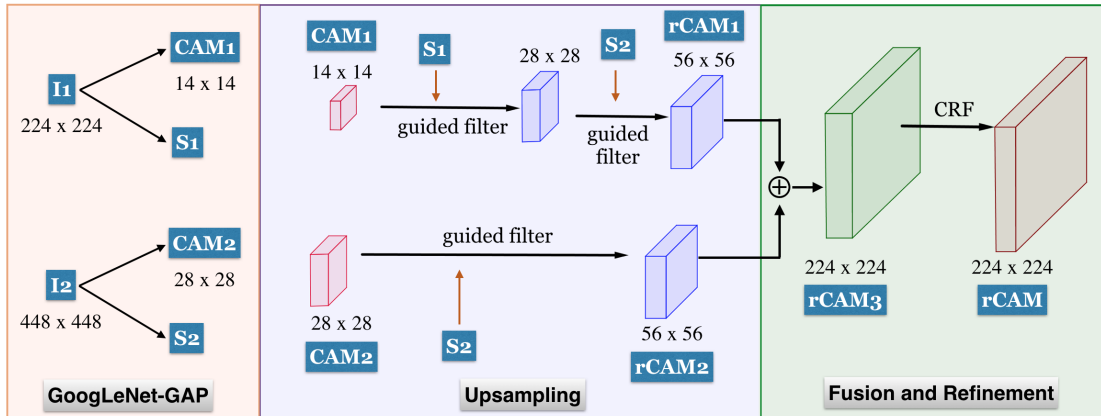 I1
224 x 224
CAM1
14 x 14
S1
I2
448 x 448
CAM2
28 x 28
S2
GoogLeNet-GAP
CAM1
14 x 14
S1
guided filter
28 x 28
S2
guided
filter
rCAM1
56 x 56
28 x 28
CAM2
guided filter
S2
56 x 56
rCAM2
Upsampling
224 x 224
rCAM3
CRF
224 x 224
rCAM
Fusion and Refinement